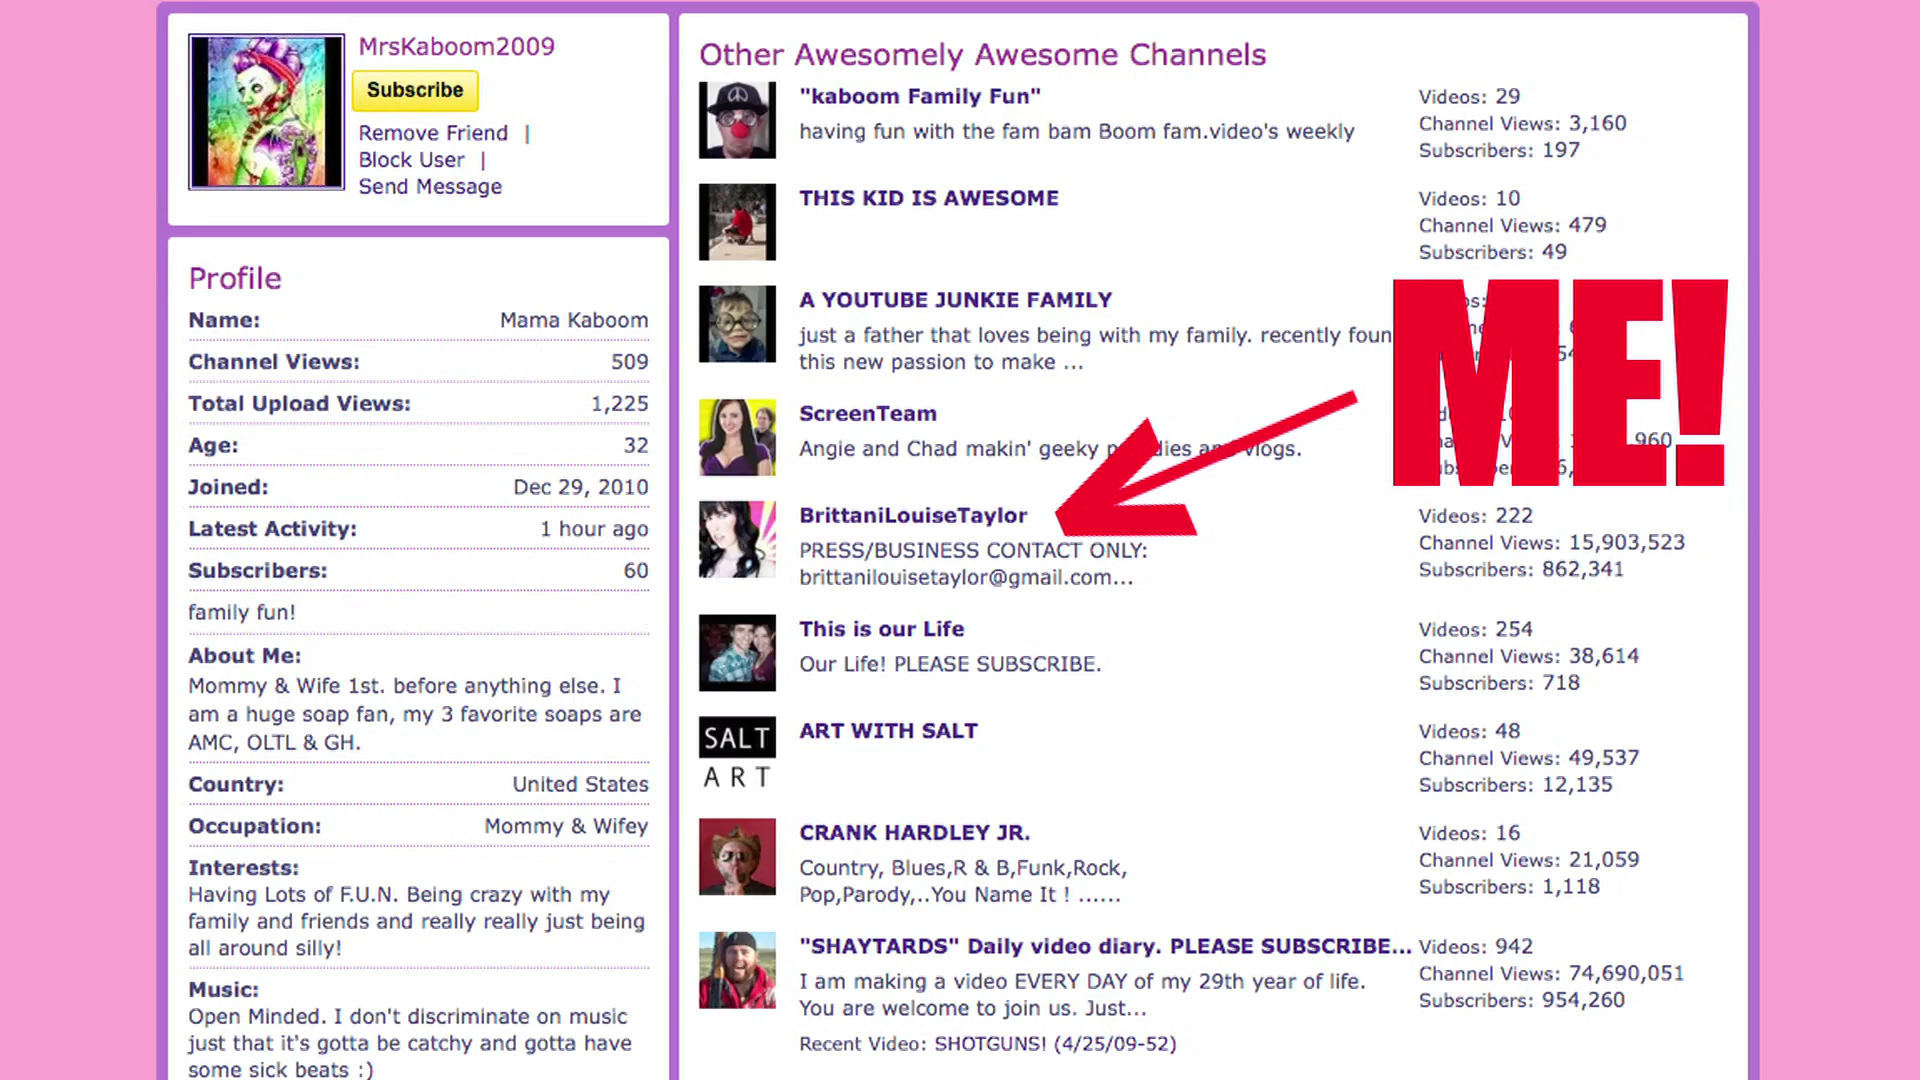 MrsKaboom2009
Subscribe
Remove Friend |
Block User |
Send Message
Profile
Name: Mama Kaboom
Channel Views: 509
Total Upload Views: 1,225
Age: 32
Joined: Dec 29, 2010
Latest Activity: 1 hour ago
Subscribers: 60
family fun!
About Me:
Mommy & Wife 1st. before anything else. I
am a huge soap fan, my 3 favorite soaps are
AMC, OLTL & GH.
Country: United States
Occupation: Mommy & Wifey
Interests:
Having Lots of F.U.N. Being crazy with my
family and friends and really really just being
all around silly!
Music:
Open Minded. I don't discriminate on music
just that it's gotta be catchy and gotta have
some sick beats :)
Other Awesomely Awesome Channels
"kaboom Family Fun"
having fun with the fam bam Boom fam.video's weekly
Videos: 29
Channel Views: 3,160
Subscribers: 197
THIS KID IS AWESOME
Videos: 10
Channel Views: 479
Subscribers: 49
A YOUTUBE JUNKIE FAMILY
just a father that loves being with my family. recently foun
this new passion to make ...
ME!
ScreenTeam
Angie and Chad makin' geeky vlogs.
BrittaniLouiseTaylor
PRESS/BUSINESS CONTACT ONLY:
brittanilouisetaylor@gmail.com...
Videos: 222
Channel Views: 15,903,523
Subscribers: 862,341
This is our Life
Our Life! PLEASE SUBSCRIBE.
Videos: 254
Channel Views: 38,614
Subscribers: 718
SALT
ART
ART WITH SALT
Videos: 48
Channel Views: 49,537
Subscribers: 12,135
CRANK HARDLEY JR.
Country, Blues,R & B,Funk,Rock,
Pop,Parody,..You Name It ! ......
Videos: 16
Channel Views: 21,059
Subscribers: 1,118
"SHAYTARDS" Daily video diary. PLEASE SUBSCRIBE...
I am making a video EVERY DAY of my 29th year of life.
You are welcome to join us. Just...
Recent Video: SHOTGUNS! (4/25/09-52)
Videos: 942
Channel Views: 74,690,051
Subscribers: 954,260